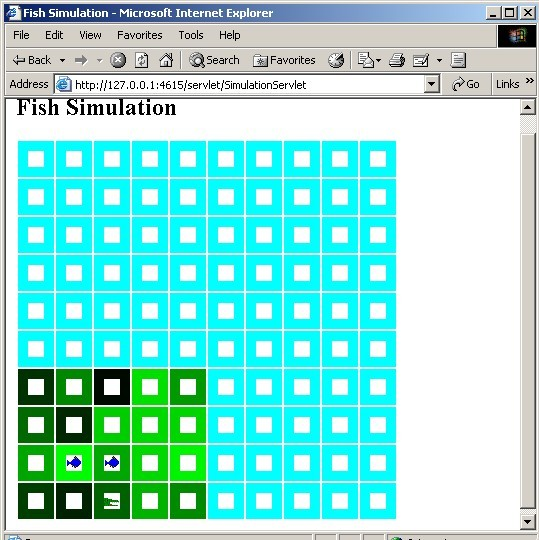 Fish Simulation - Microsoft Internet Explorer
File Edit View Favorites Tools Help
Back Search Favorites
Address http://127.0.0.1:4615/servlet/SimulationServlet Go Links »
Fish Simulation